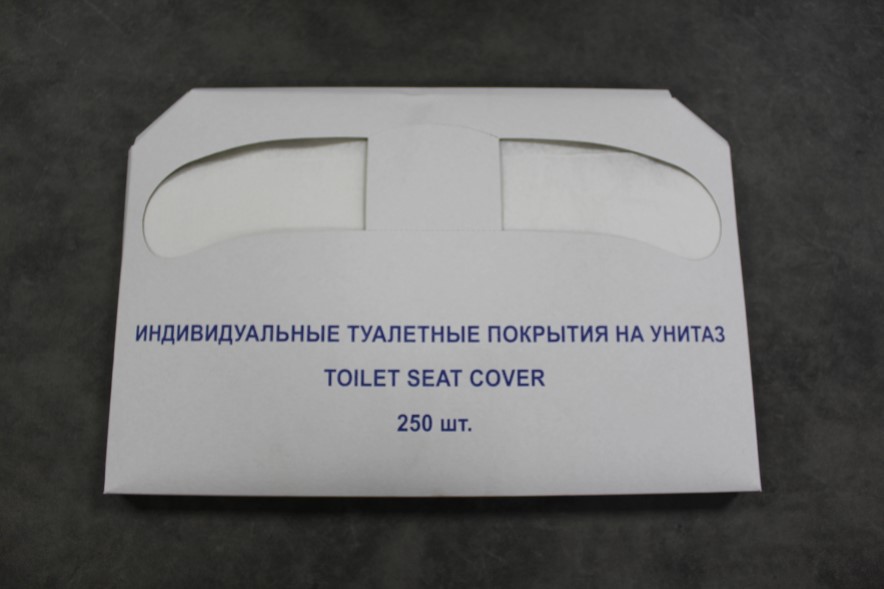 ИНДИВИДУАЛЬНЫЕ ТУАЛЕТНЫЕ ПОКРЫТИЯ НА УНИТАЗ
TOILET SEAT COVER
250 шт.